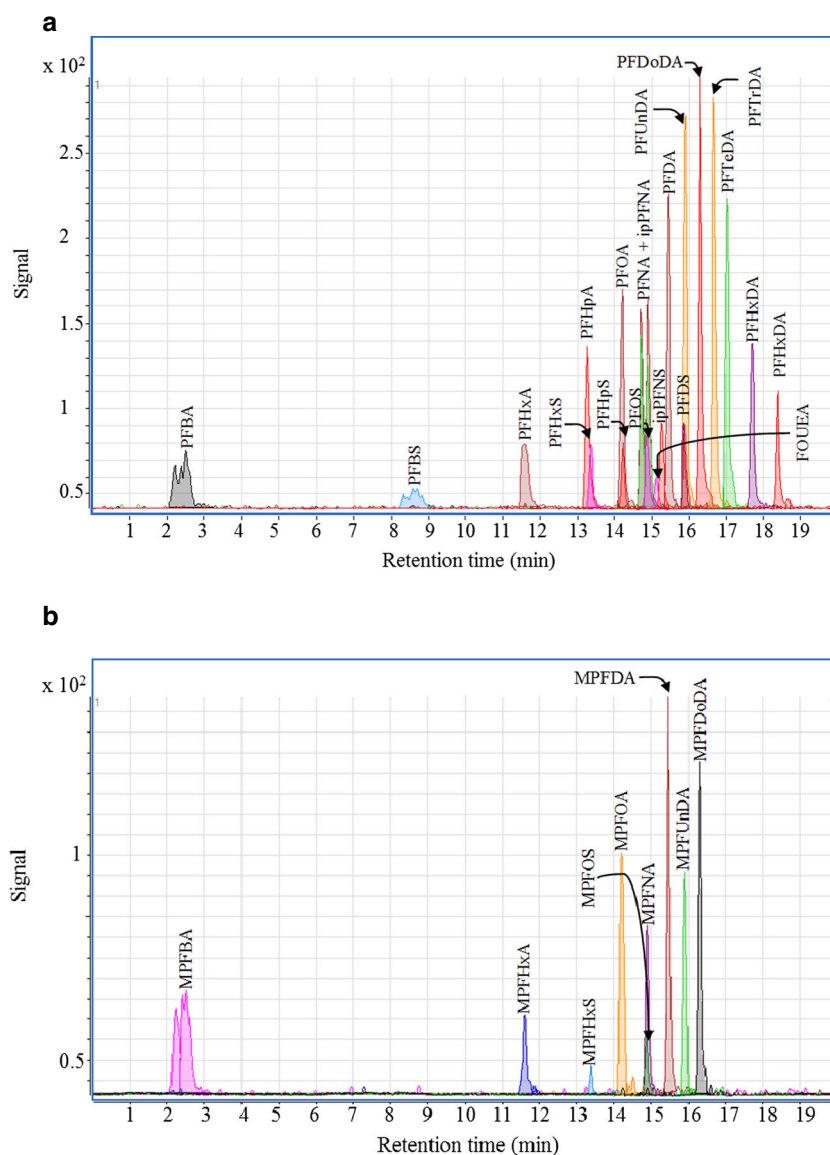 a
x 10²
1
2.5
2
1.5
1
0.5
Signal
PFBA
PFBS
PFHxA
PFHxS
PFHpA
PFHpS
PFOA
PFOS
PFNA + ipPFNA
ipPFNS
PFDA
PFDS
PFUnDA
PFDoDA
PFTrDA
PFTeDA
PFHxDA
PFHxDA
FOUEA
1 2 3 4 5 6 7 8 9 10 11 12 13 14 15 16 17 18 19
Retention time (min)
b
x 10²
1
1
0.5
Signal
MPFBA
MPFHxA
MPFHxS
MPFOS
MPFOA
MPFNA
MPFDA
MPFUnDA
MPFDoDA
1 2 3 4 5 6 7 8 9 10 11 12 13 14 15 16 17 18 19
Retention time (min)